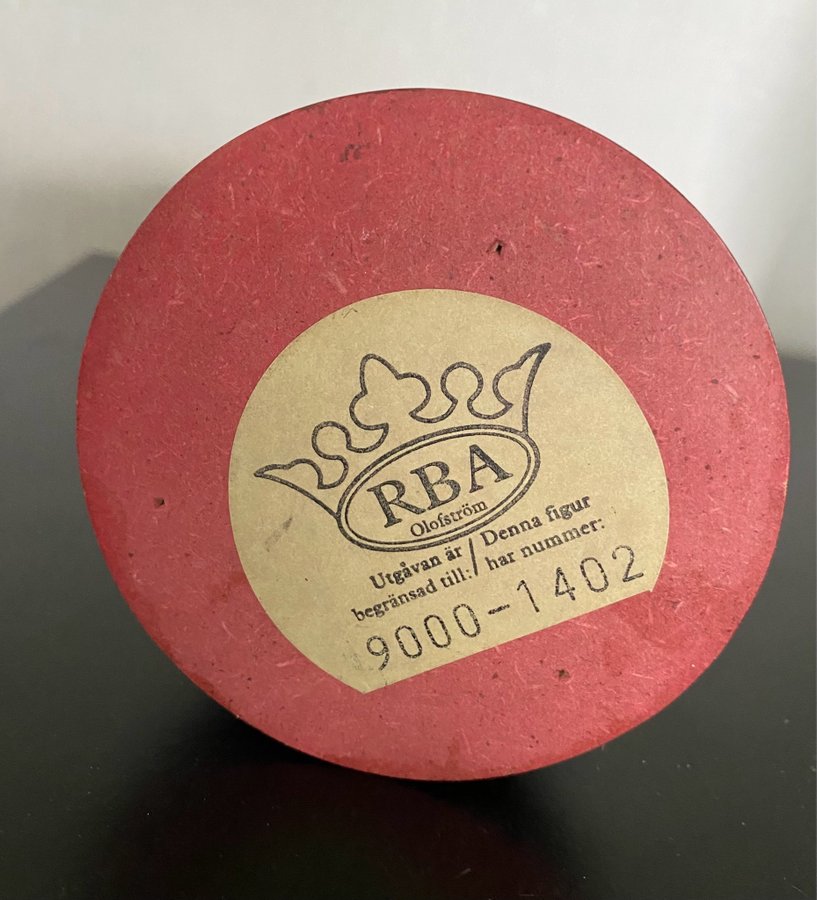 RBA
Olofström
Utgåvan är / Denna figur
begränsad till: har nummer:
9000-1402